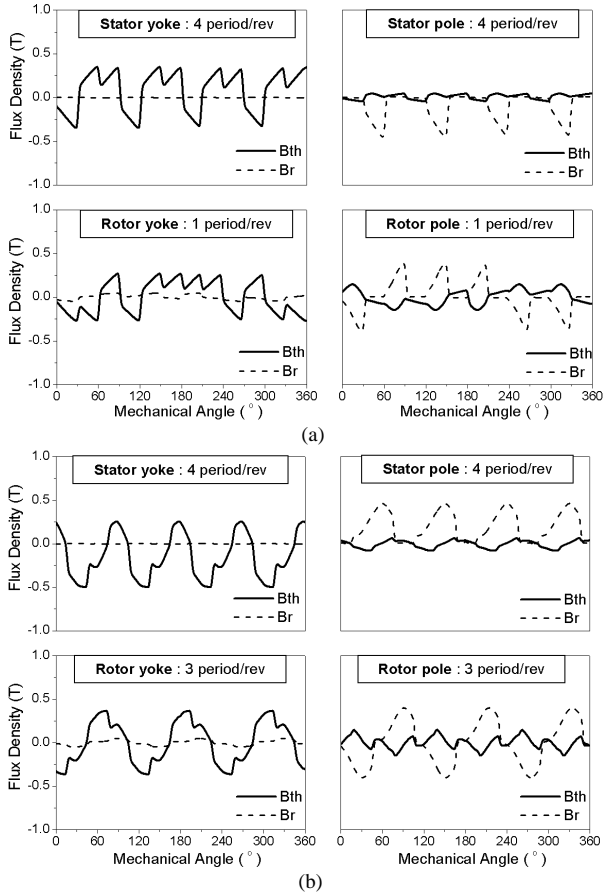 Stator yoke : 4 period/rev
Stator pole : 4 period/rev
Flux Density (T)
1.0
0.5
0.0
-0.5
-1.0
Bth
Br
Bth
Br
Rotor yoke : 1 period/rev
Rotor pole : 1 period/rev
Flux Density (T)
1.0
0.5
0.0
-0.5
-1.0
Bth
Br
Bth
Br
0 60 120 180 240 300 360
0 60 120 180 240 300 360
Mechanical Angle ( ° )
Mechanical Angle ( ° )
(a)
Stator yoke : 4 period/rev
Stator pole : 4 period/rev
Flux Density (T)
1.0
0.5
0.0
-0.5
-1.0
Bth
Br
Bth
Br
Rotor yoke : 3 period/rev
Rotor pole : 3 period/rev
Flux Density (T)
1.0
0.5
0.0
-0.5
-1.0
Bth
Br
Bth
Br
0 60 120 180 240 300 360
0 60 120 180 240 300 360
Mechanical Angle ( ° )
Mechanical Angle ( ° )
(b)